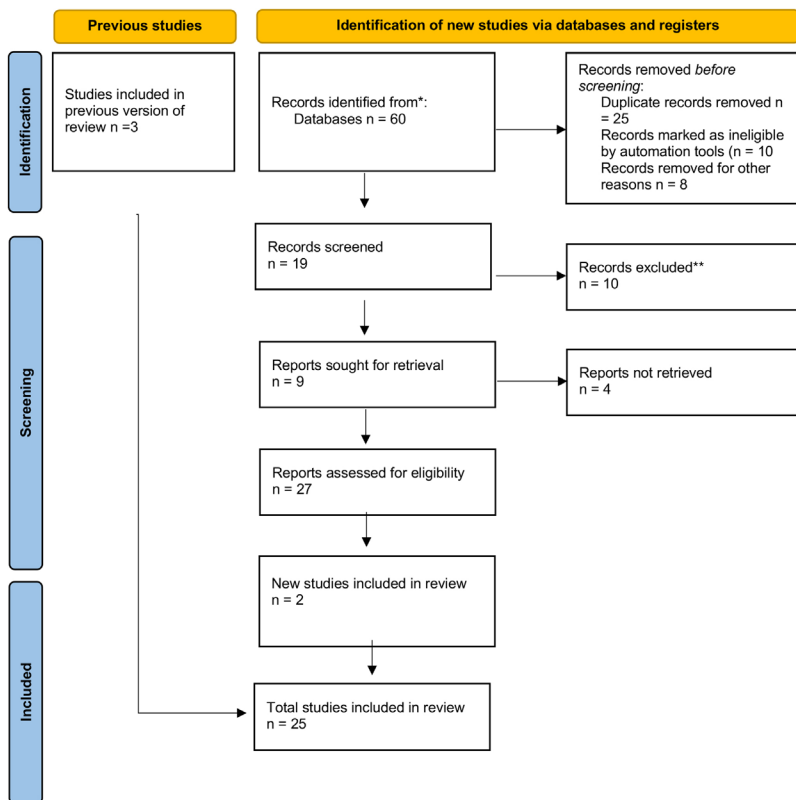 Previous studies
Identification of new studies via databases and registers
Identification
Studies included in
previous version of
review n =3
Records identified from*:
Databases n = 60
Records removed before
screening:
Duplicate records removed n
= 25
Records marked as ineligible
by automation tools (n = 10
Records removed for other
reasons n = 8
Screening
Records screened
n = 19
Records excluded**
n = 10
Reports sought for retrieval
n = 9
Reports not retrieved
n = 4
Reports assessed for eligibility
n = 27
Included
New studies included in review
n = 2
Total studies included in review
n = 25